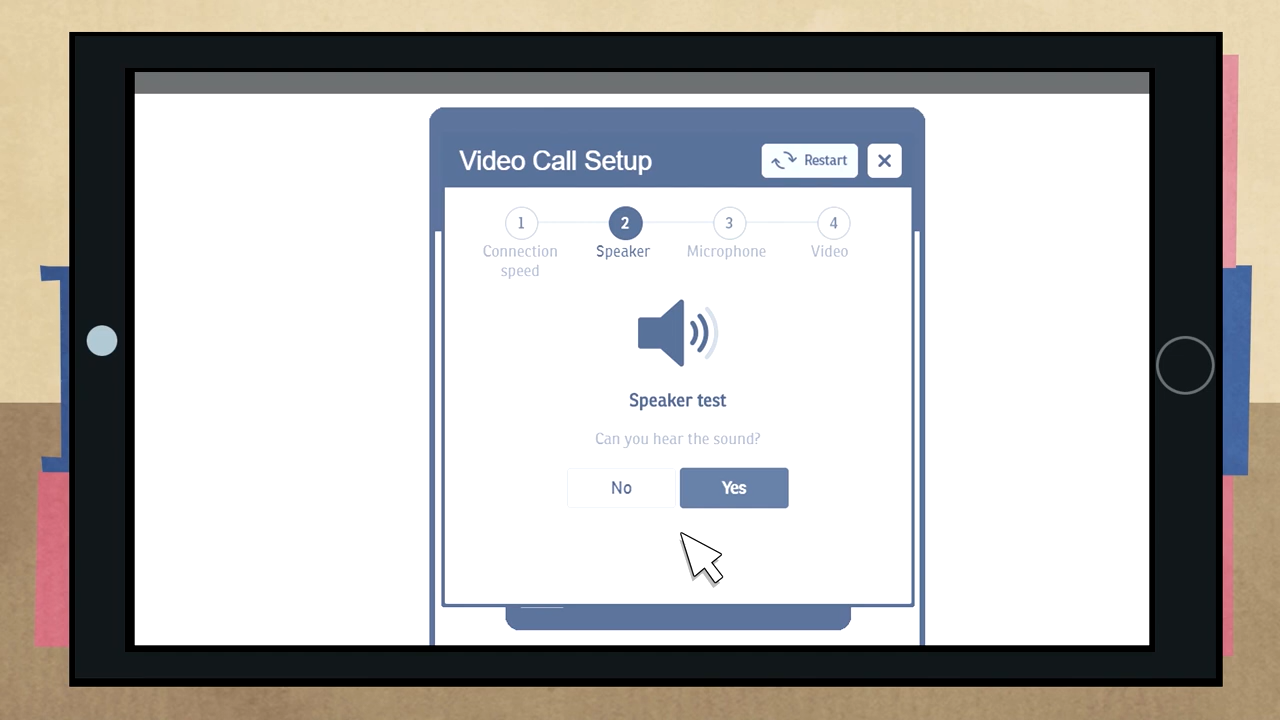 Video Call Setup
Restart
1
2
3
4
Connection
speed
Speaker
Microphone
Video
Speaker test
Can you hear the sound?
No
Yes